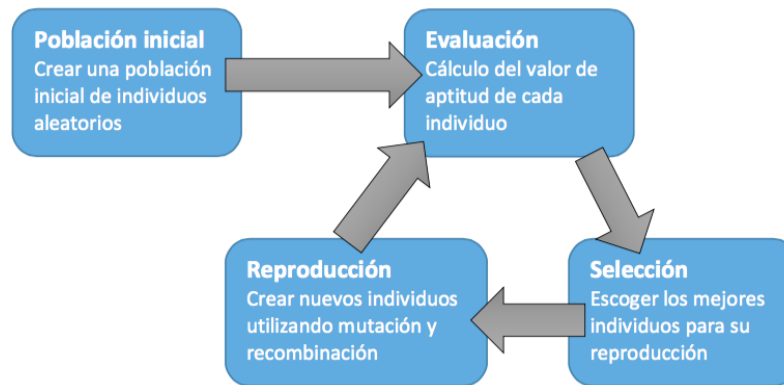 Población inicial
Crear una población
inicial de individuos
aleatorios
Evaluación
Cálculo del valor de
aptitud de cada
individuo
Selección
Escoger los mejores
individuos para su
reproducción
Reproducción
Crear nuevos individuos
utilizando mutación y
recombinación